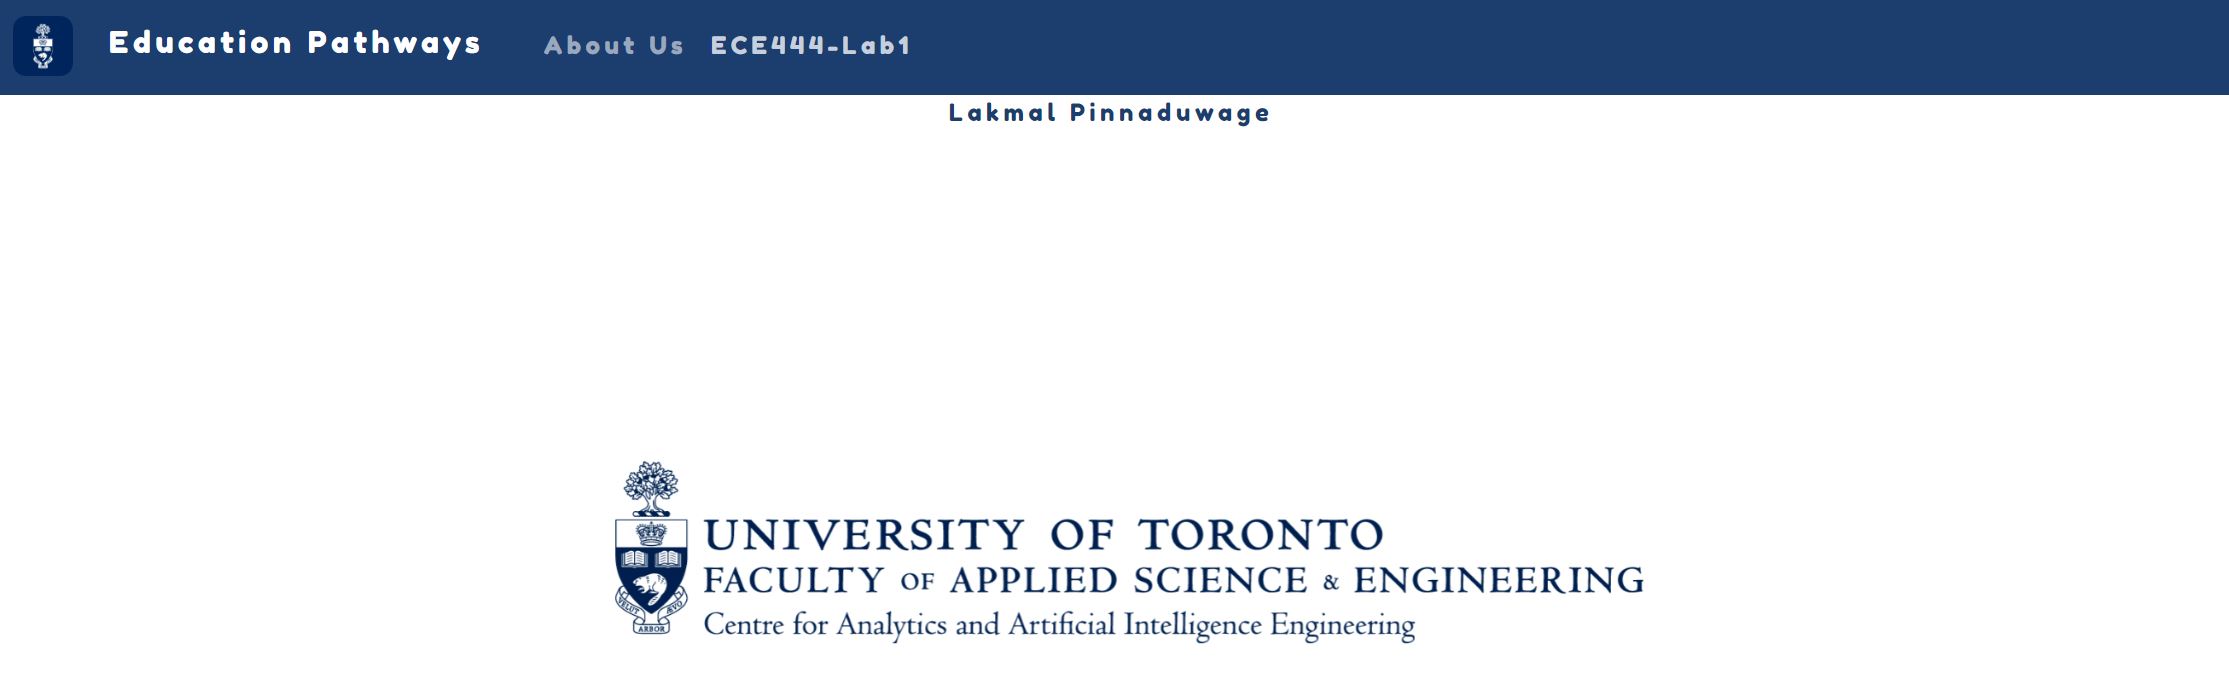 Education Pathways About Us ECE444-Lab1
Lakmal Pinnaduwage
UNIVERSITY OF TORONTO
FACULTY OF APPLIED SCIENCE & ENGINEERING
Centre for Analytics and Artificial Intelligence Engineering
VELUT ARBOR ÆVO